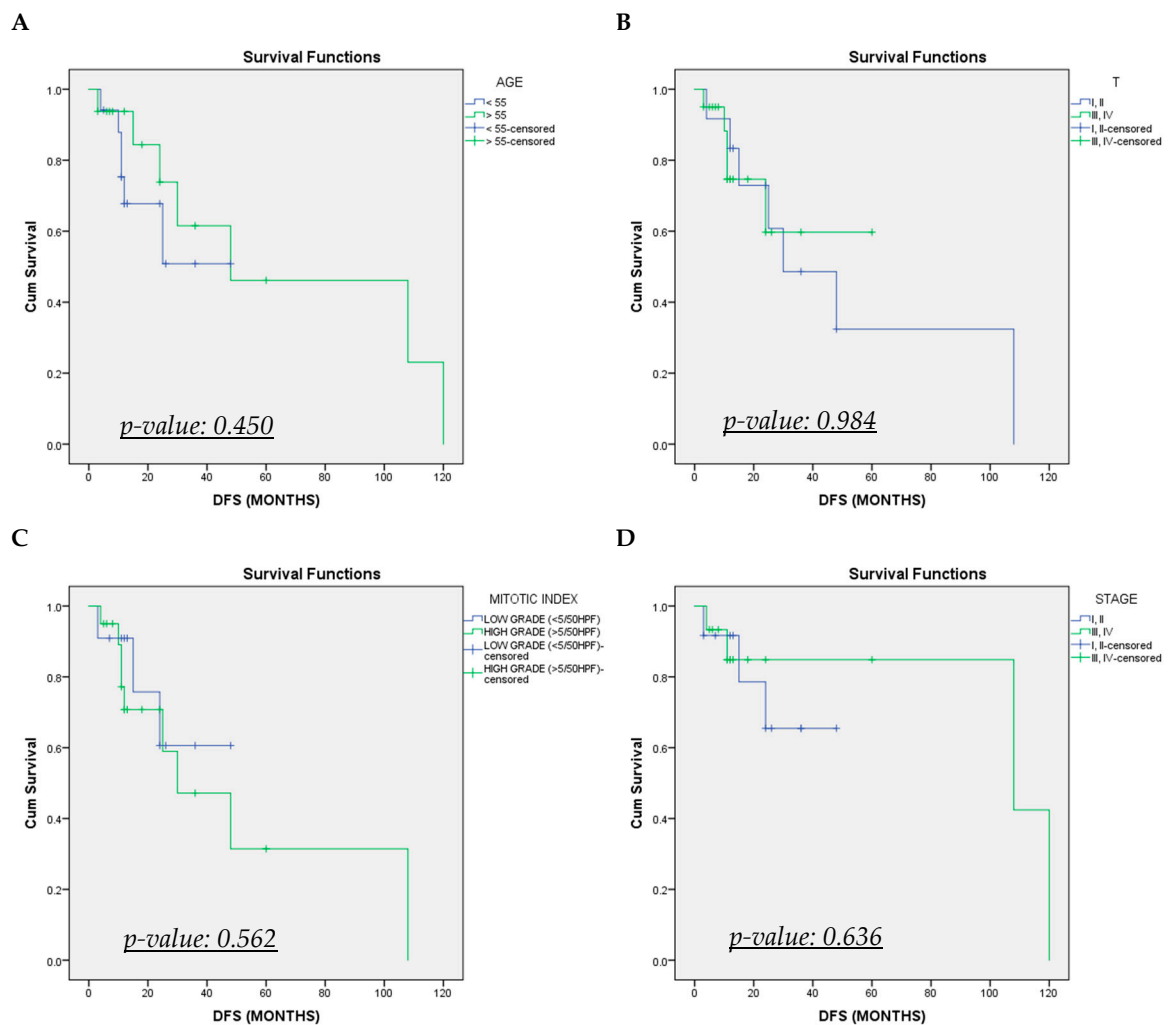 A
Survival Functions
AGE
< 55
> 55
< 55-censored
> 55-censored
1.0
0.8
0.6
0.4
0.2
0.0
Cum Survival
p-value: 0.450
0 20 40 60 80 100 120
DFS (MONTHS)
B
Survival Functions
T
I, II
III, IV
I, II-censored
III, IV-censored
1.0
0.8
0.6
0.4
0.2
0.0
Cum Survival
p-value: 0.984
0 20 40 60 80 100 120
DFS (MONTHS)
C
Survival Functions
MITOTIC INDEX
LOW GRADE (<5/50HPF)
HIGH GRADE (>5/50HPF)
LOW GRADE (<5/50HPF)-
censored
HIGH GRADE (>5/50HPF)-
censored
1.0
0.8
0.6
0.4
0.2
0.0
Cum Survival
p-value: 0.562
0 20 40 60 80 100 120
DFS (MONTHS)
D
Survival Functions
STAGE
I, II
III, IV
I, II-censored
III, IV-censored
1.0
0.8
0.6
0.4
0.2
0.0
Cum Survival
p-value: 0.636
0 20 40 60 80 100 120
DFS (MONTHS)